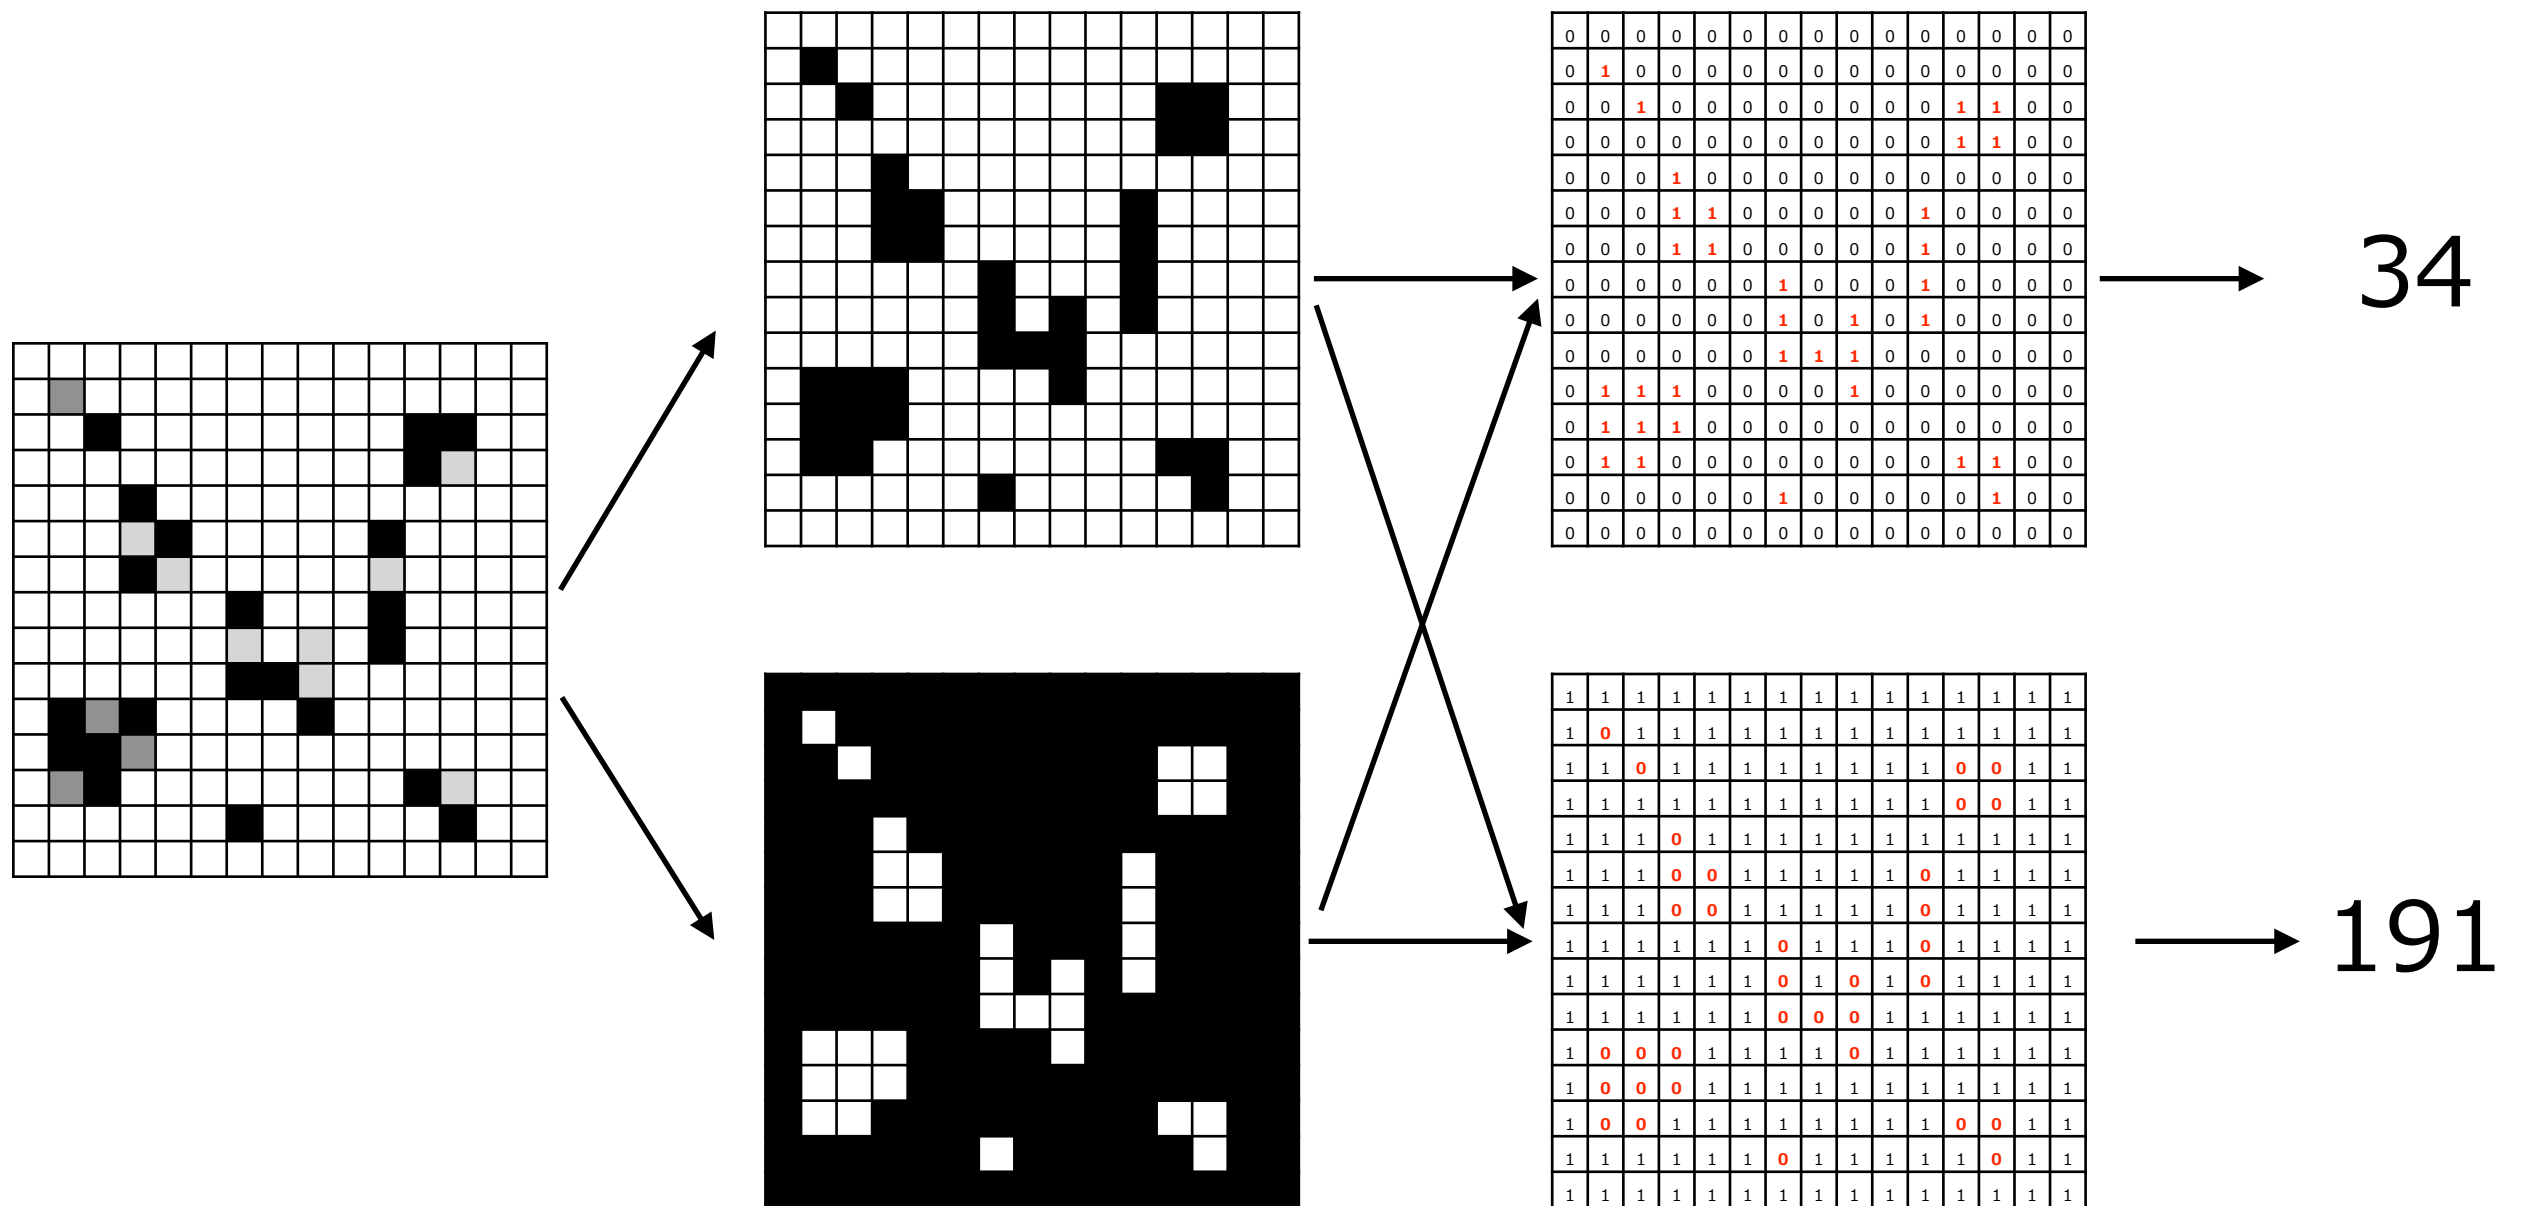 0 0 0 0 0 0 0 0 0 0 0 0 0 0 0
0 1 0 0 0 0 0 0 0 0 0 0 0 0 0
0 0 1 0 0 0 0 0 0 0 0 1 1 0 0
0 0 0 0 0 0 0 0 0 0 0 1 1 0 0
0 0 0 1 0 0 0 0 0 0 0 0 0 0 0
0 0 0 1 1 0 0 0 0 0 1 0 0 0 0
0 0 0 1 1 0 0 0 0 0 1 0 0 0 0
0 0 0 0 0 0 1 0 0 0 1 0 0 0 0
0 0 0 0 0 0 1 0 1 0 1 0 0 0 0
0 0 0 0 0 0 1 1 1 0 0 0 0 0 0
0 1 1 1 0 0 0 0 1 0 0 0 0 0 0
0 1 1 1 0 0 0 0 0 0 0 0 0 0 0
0 1 1 0 0 0 0 0 0 0 0 1 1 0 0
0 0 0 0 0 0 1 0 0 0 0 0 1 0 0
0 0 0 0 0 0 0 0 0 0 0 0 0 0 0
34
1 1 1 1 1 1 1 1 1 1 1 1 1 1 1
1 0 1 1 1 1 1 1 1 1 1 1 1 1 1
1 1 0 1 1 1 1 1 1 1 1 0 0 1 1
1 1 1 1 1 1 1 1 1 1 1 0 0 1 1
1 1 1 0 1 1 1 1 1 1 1 1 1 1 1
1 1 1 0 0 1 1 1 1 1 0 1 1 1 1
1 1 1 0 0 1 1 1 1 1 0 1 1 1 1
1 1 1 1 1 1 0 1 1 1 0 1 1 1 1
1 1 1 1 1 1 0 1 0 1 0 1 1 1 1
1 1 1 1 1 1 0 0 0 1 1 1 1 1 1
1 0 0 0 1 1 1 1 0 1 1 1 1 1 1
1 0 0 0 1 1 1 1 1 1 1 1 1 1 1
1 0 0 1 1 1 1 1 1 1 1 0 0 1 1
1 1 1 1 1 1 0 1 1 1 1 1 0 1 1
1 1 1 1 1 1 1 1 1 1 1 1 1 1 1
191